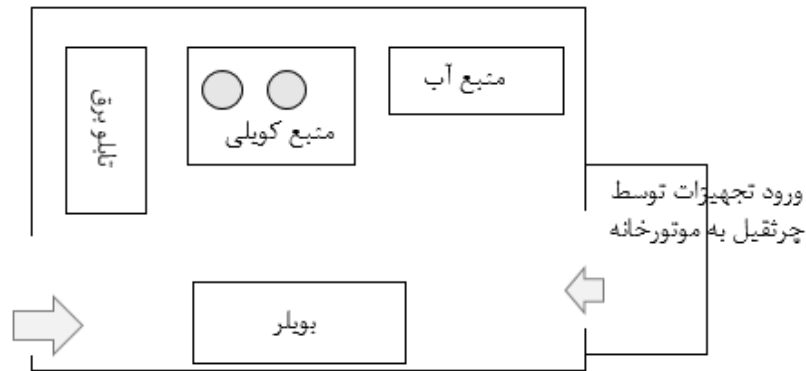 منبع آب
منبع کویلی
تابلو برق
ورود تجهیزات توسط
چرثقیل به موتورخانه
بویلر